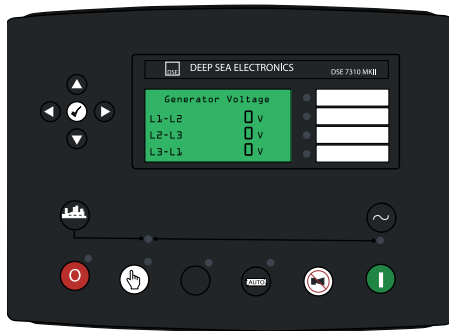 DSE
DEEP SEA ELECTRONICS
DSE 7310 MKII
Generator Voltage
L1-L2 0 V
L2-L3 0 V
L3-L1 0 V
O
AUTO
I